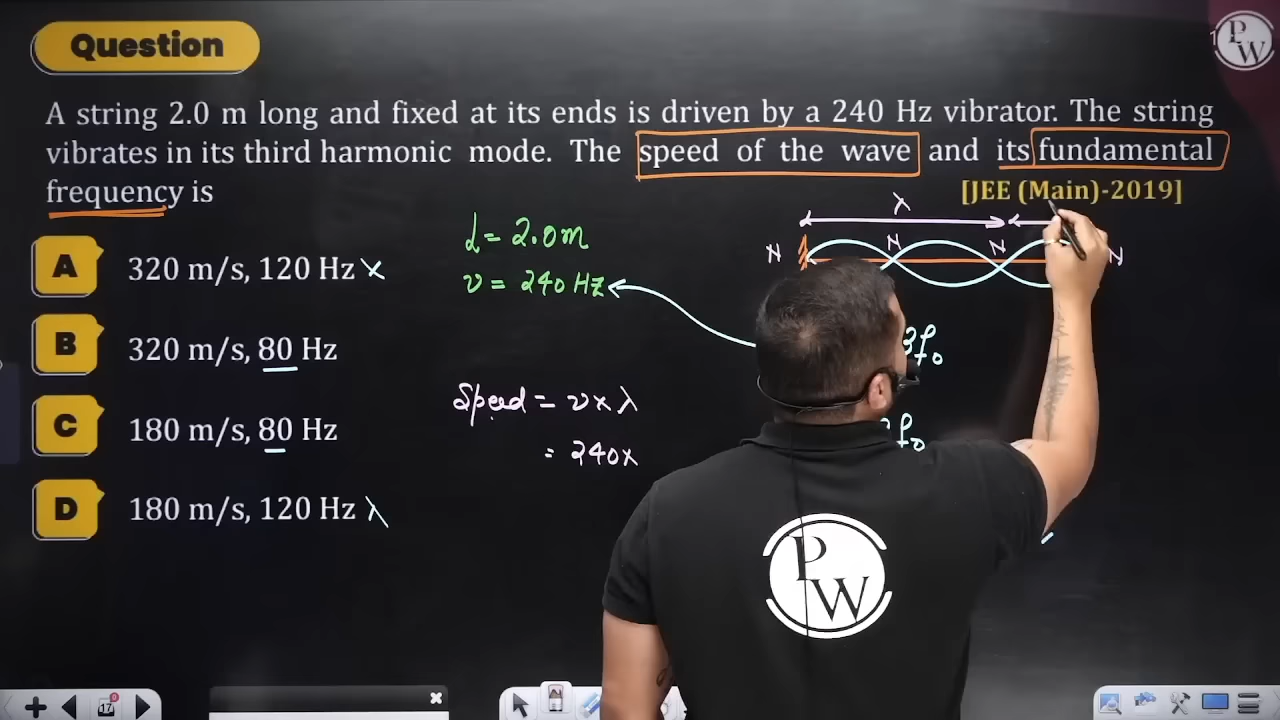 Question
A string 2.0 m long and fixed at its ends is driven by a 240 Hz vibrator. The string
vibrates in its third harmonic mode. The speed of the wave and its fundamental
frequency is
[JEE (Main)-2019]
A 320 m/s, 120 Hz x
B 320 m/s, 80 Hz
C 180 m/s, 80 Hz
D 180 m/s, 120 Hz
L = 2.0m
ν = 240 Hz
Speed = ν x λ
= 240x
λ
N N N N
3f₀
3f₀
PW
PW
17